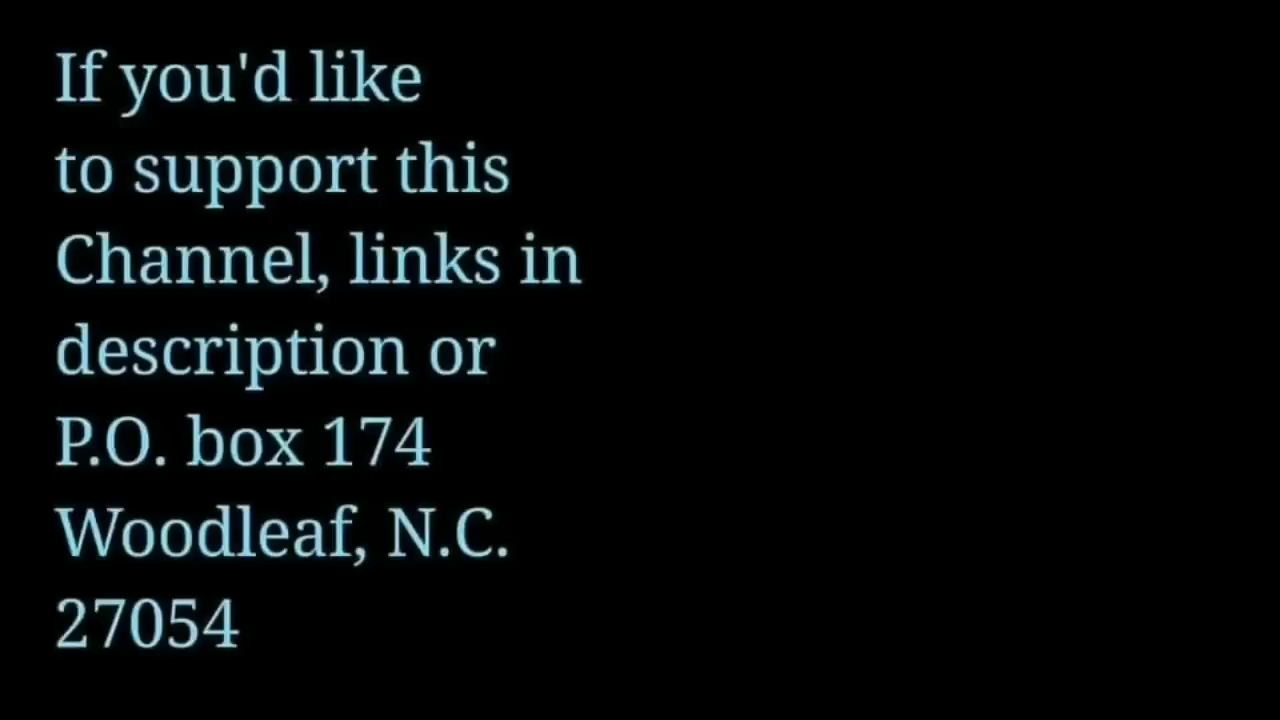 If you'd like
to support this
Channel, links in
description or
P.O. box 174
Woodleaf, N.C.
27054